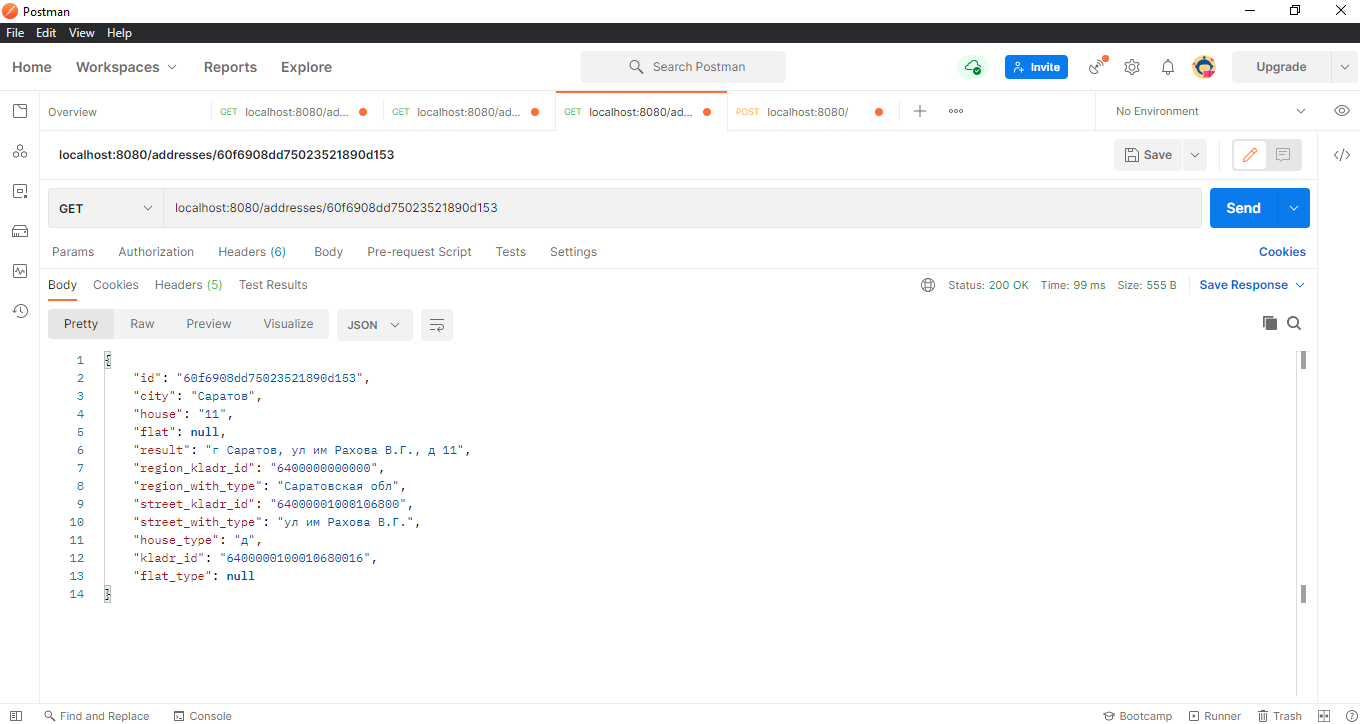 Postman
File Edit View Help
Home Workspaces Reports Explore Search Postman Invite Upgrade
Overview GET localhost:8080/ad... GET localhost:8080/ad... GET localhost:8080/ad... POST localhost:8080/ No Environment
localhost:8080/addresses/60f6908dd75023521890d153 Save
GET localhost:8080/addresses/60f6908dd75023521890d153 Send
Params Authorization Headers (6) Body Pre-request Script Tests Settings Cookies
Body Cookies Headers (5) Test Results Status: 200 OK Time: 99 ms Size: 555 B Save Response
Pretty Raw Preview Visualize JSON
1 {
2 "id": "60f6908dd75023521890d153",
3 "city": "Саратов",
4 "house": "11",
5 "flat": null,
6 "result": "г Саратов, ул им Рахова В.Г., д 11",
7 "region_kladr_id": "6400000000000",
8 "region_with_type": "Саратовская обл",
9 "street_kladr_id": "64000001000106800",
10 "street_with_type": "ул им Рахова В.Г.",
11 "house_type": "д",
12 "kladr_id": "6400000100010680016",
13 "flat_type": null
14 }
Find and Replace Console Bootcamp Runner Trash